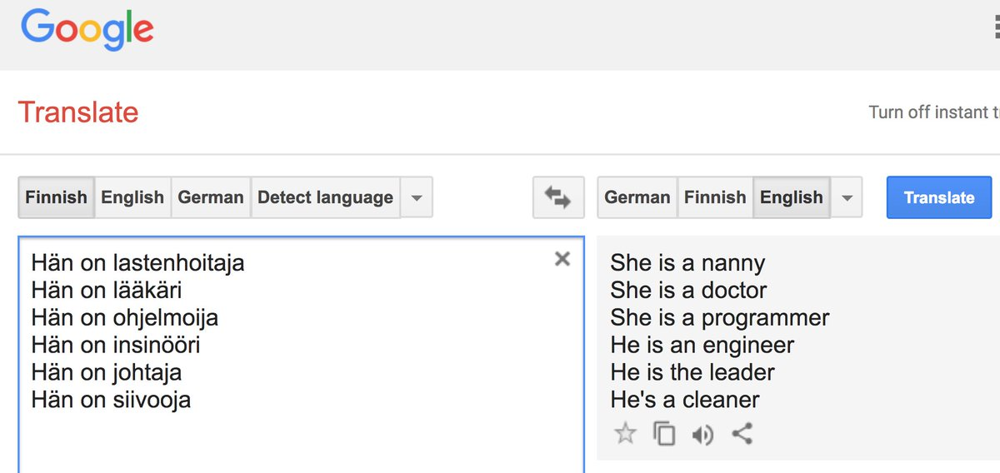 Google
Translate
Turn off instant
Finnish English German Detect language
German Finnish English
Translate
Hän on lastenhoitaja
Hän on lääkäri
Hän on ohjelmoija
Hän on insinööri
Hän on johtaja
Hän on siivooja
She is a nanny
She is a doctor
She is a programmer
He is an engineer
He is the leader
He's a cleaner